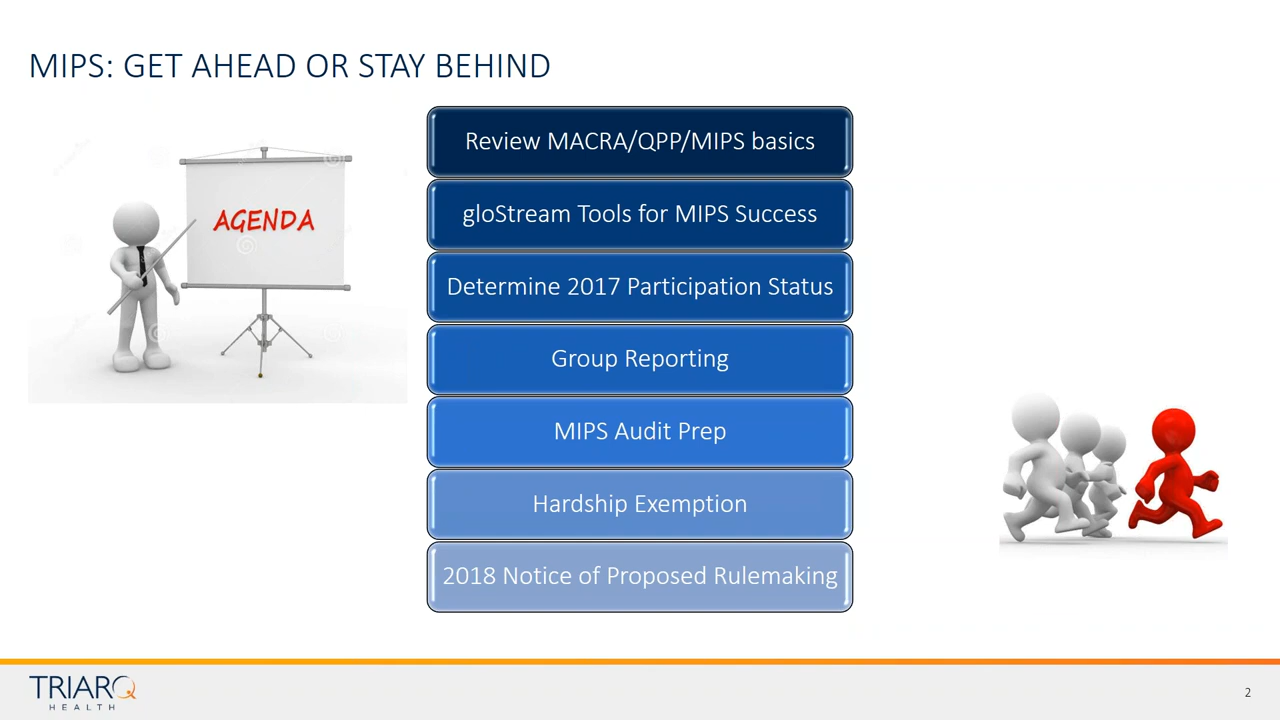 MIPS: GET AHEAD OR STAY BEHIND
AGENDA
Review MACRA/QPP/MIPS basics
gloStream Tools for MIPS Success
Determine 2017 Participation Status
Group Reporting
MIPS Audit Prep
Hardship Exemption
2018 Notice of Proposed Rulemaking
TRIARQ
HEALTH
2